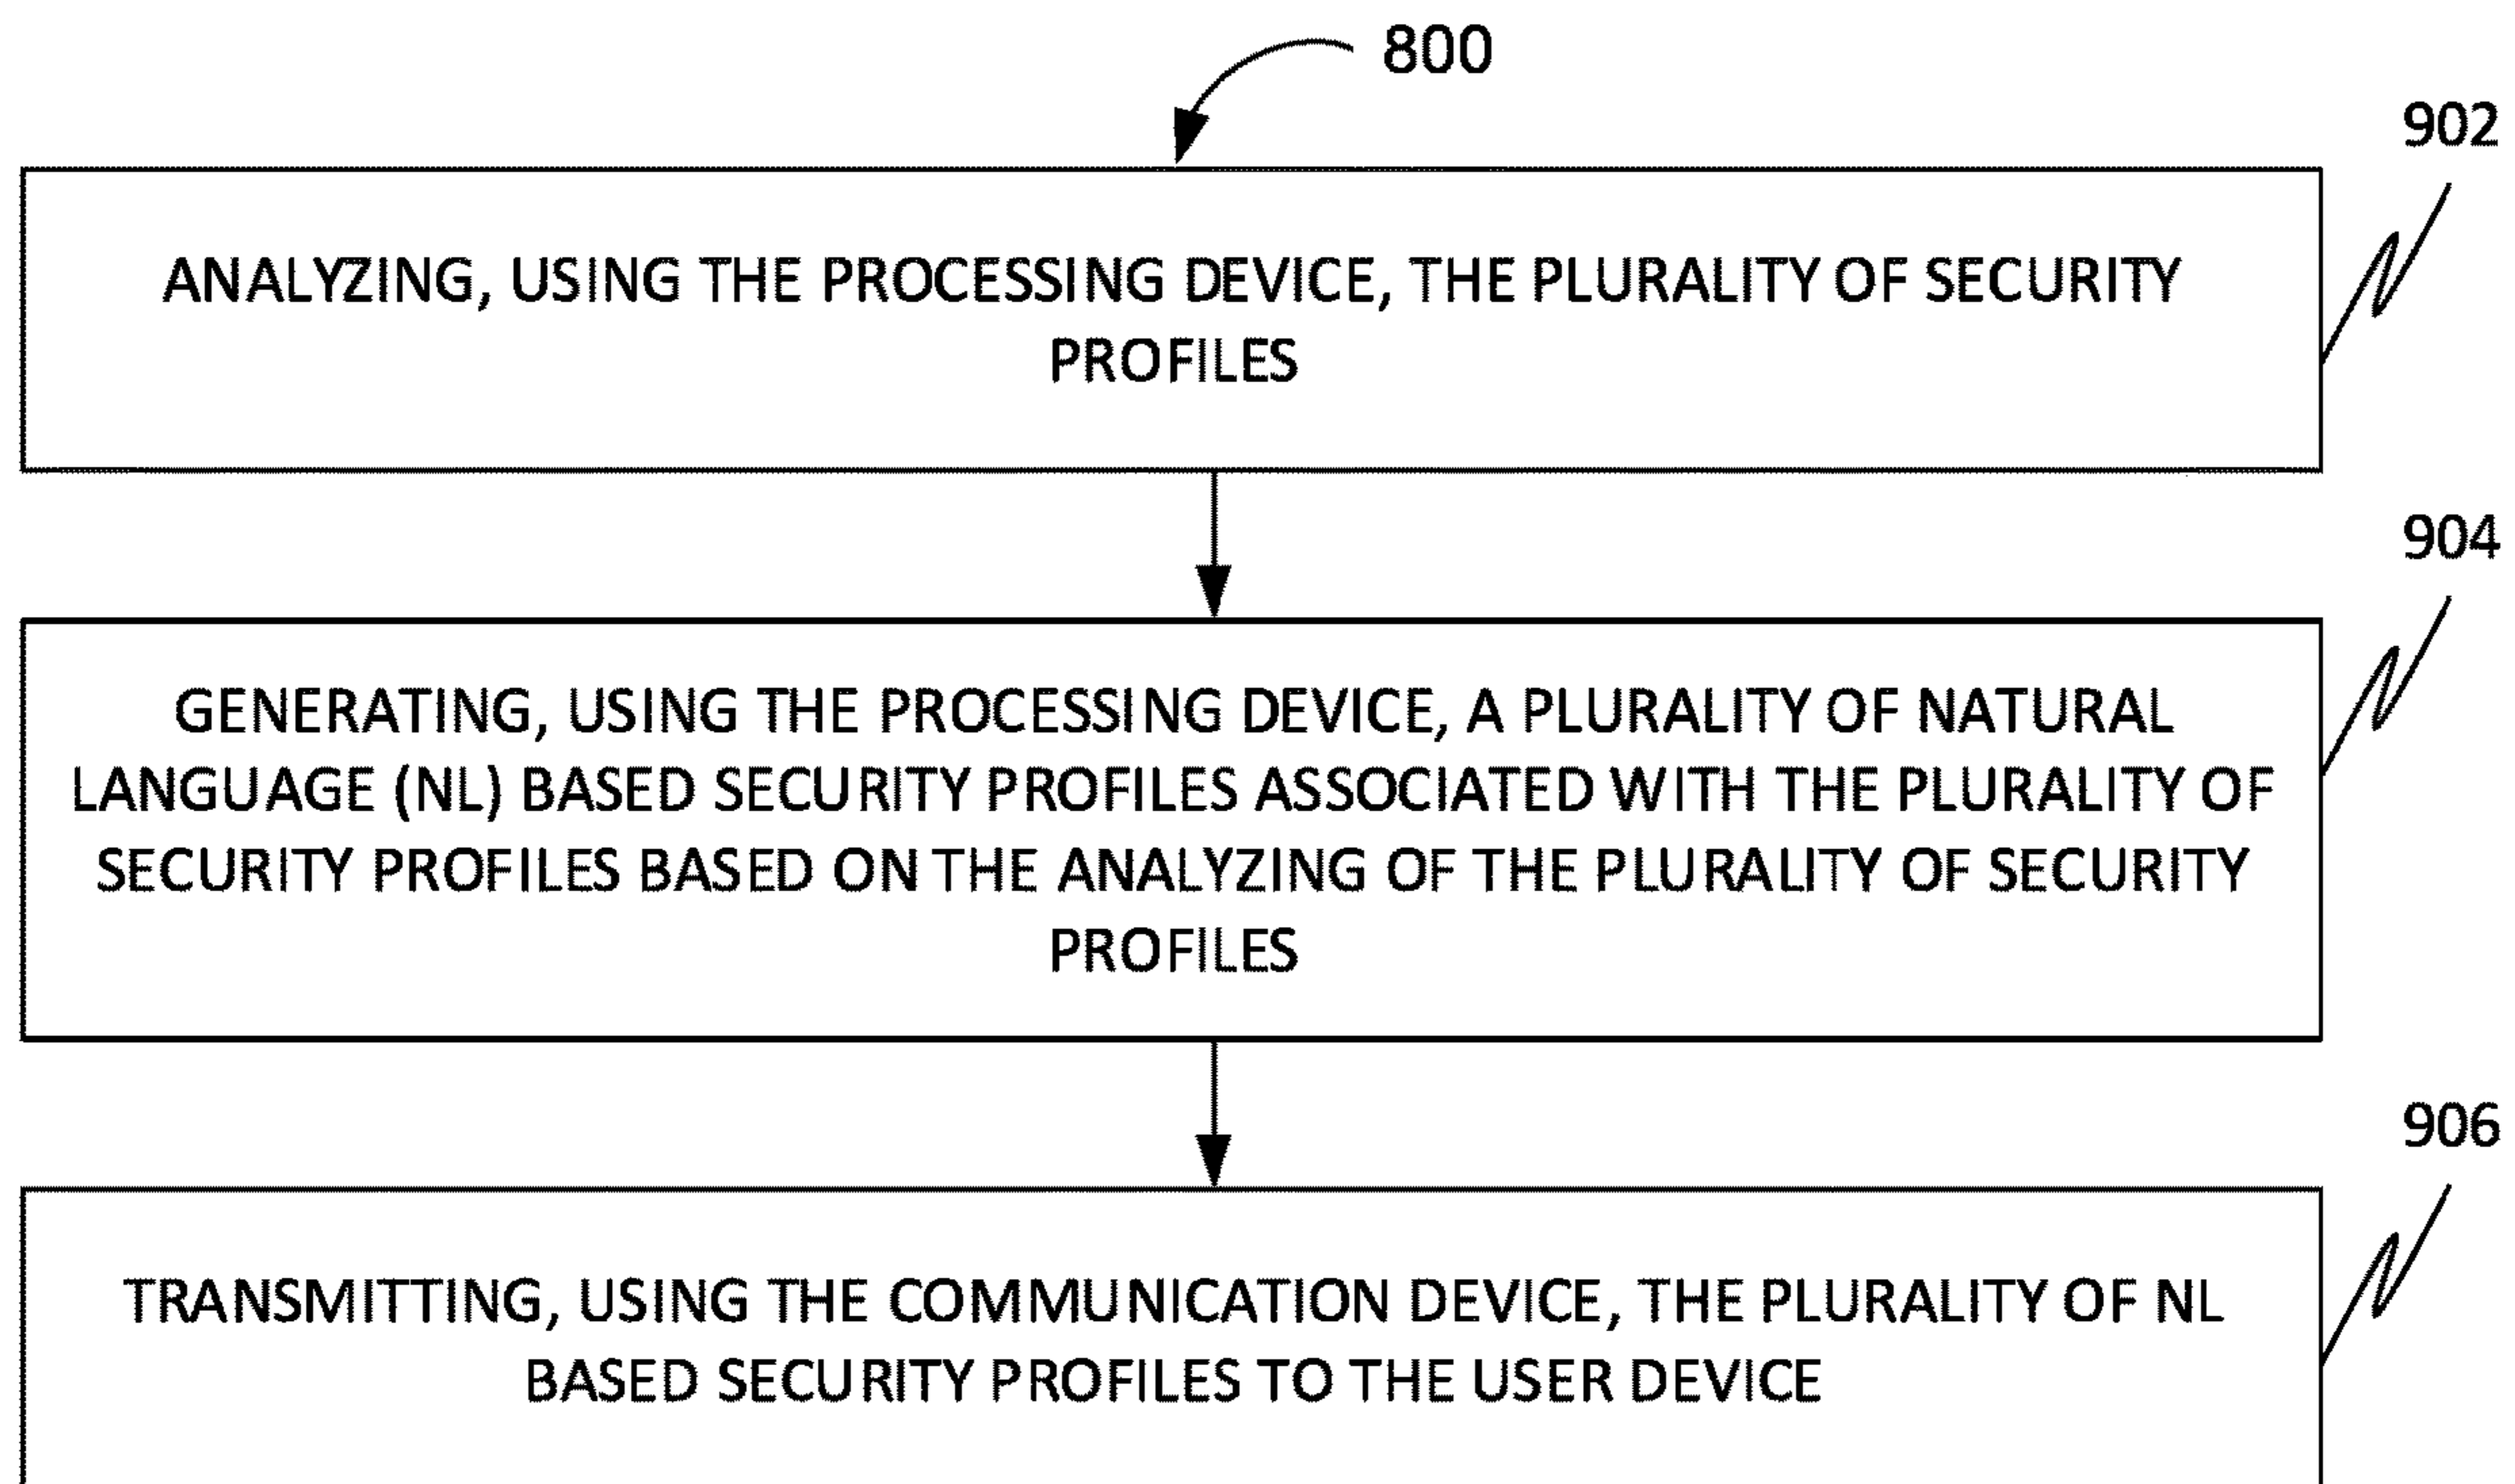 800
902
ANALYZING, USING THE PROCESSING DEVICE, THE PLURALITY OF SECURITY
PROFILES
904
GENERATING, USING THE PROCESSING DEVICE, A PLURALITY OF NATURAL
LANGUAGE (NL) BASED SECURITY PROFILES ASSOCIATED WITH THE PLURALITY OF
SECURITY PROFILES BASED ON THE ANALYZING OF THE PLURALITY OF SECURITY
PROFILES
906
TRANSMITTING, USING THE COMMUNICATION DEVICE, THE PLURALITY OF NL
BASED SECURITY PROFILES TO THE USER DEVICE